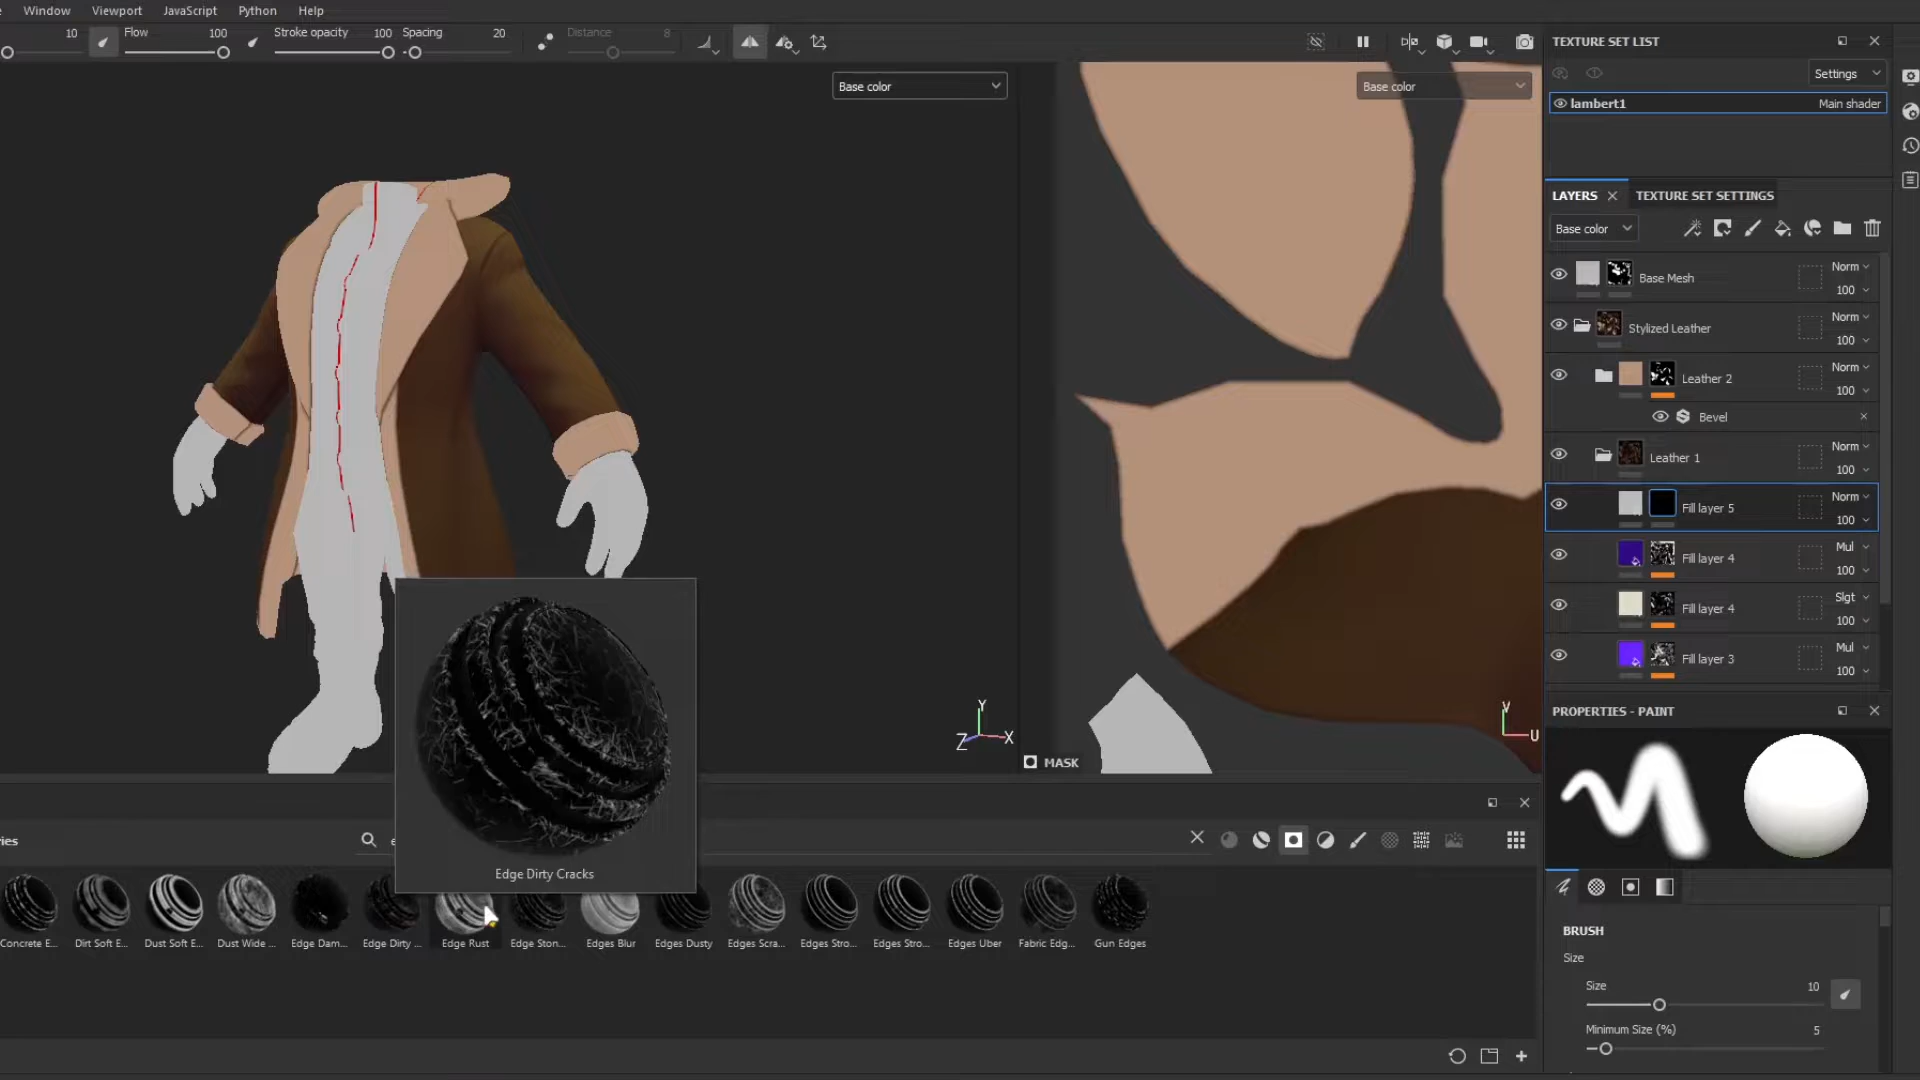 Window Viewport JavaScript Python Help
10 Flow 100 Stroke opacity 100 Spacing 20 Distance 8
Base color
Base color
Y
Z X
V
U
MASK
TEXTURE SET LIST
Settings
lambert1 Main shader
LAYERS TEXTURE SET SETTINGS
Base color
Base Mesh Norm 100
Stylized Leather Norm 100
Leather 2 Norm 100
Bevel
Leather 1 Norm 100
Fill layer 5 Norm 100
Fill layer 4 Mul 100
Fill layer 4 Slgt 100
Fill layer 3 Mul 100
PROPERTIES - PAINT
BRUSH
Size
Size 10
Minimum Size (%) 5
Edge Dirty Cracks
Concrete E... Dirt Soft E... Dust Soft E... Dust Wide ... Edge Dam... Edge Dirty ... Edge Rust Edge Ston... Edges Blur Edges Dusty Edges Scra... Edges Stro... Edges Stro... Edges Uber Fabric Edg... Gun Edges